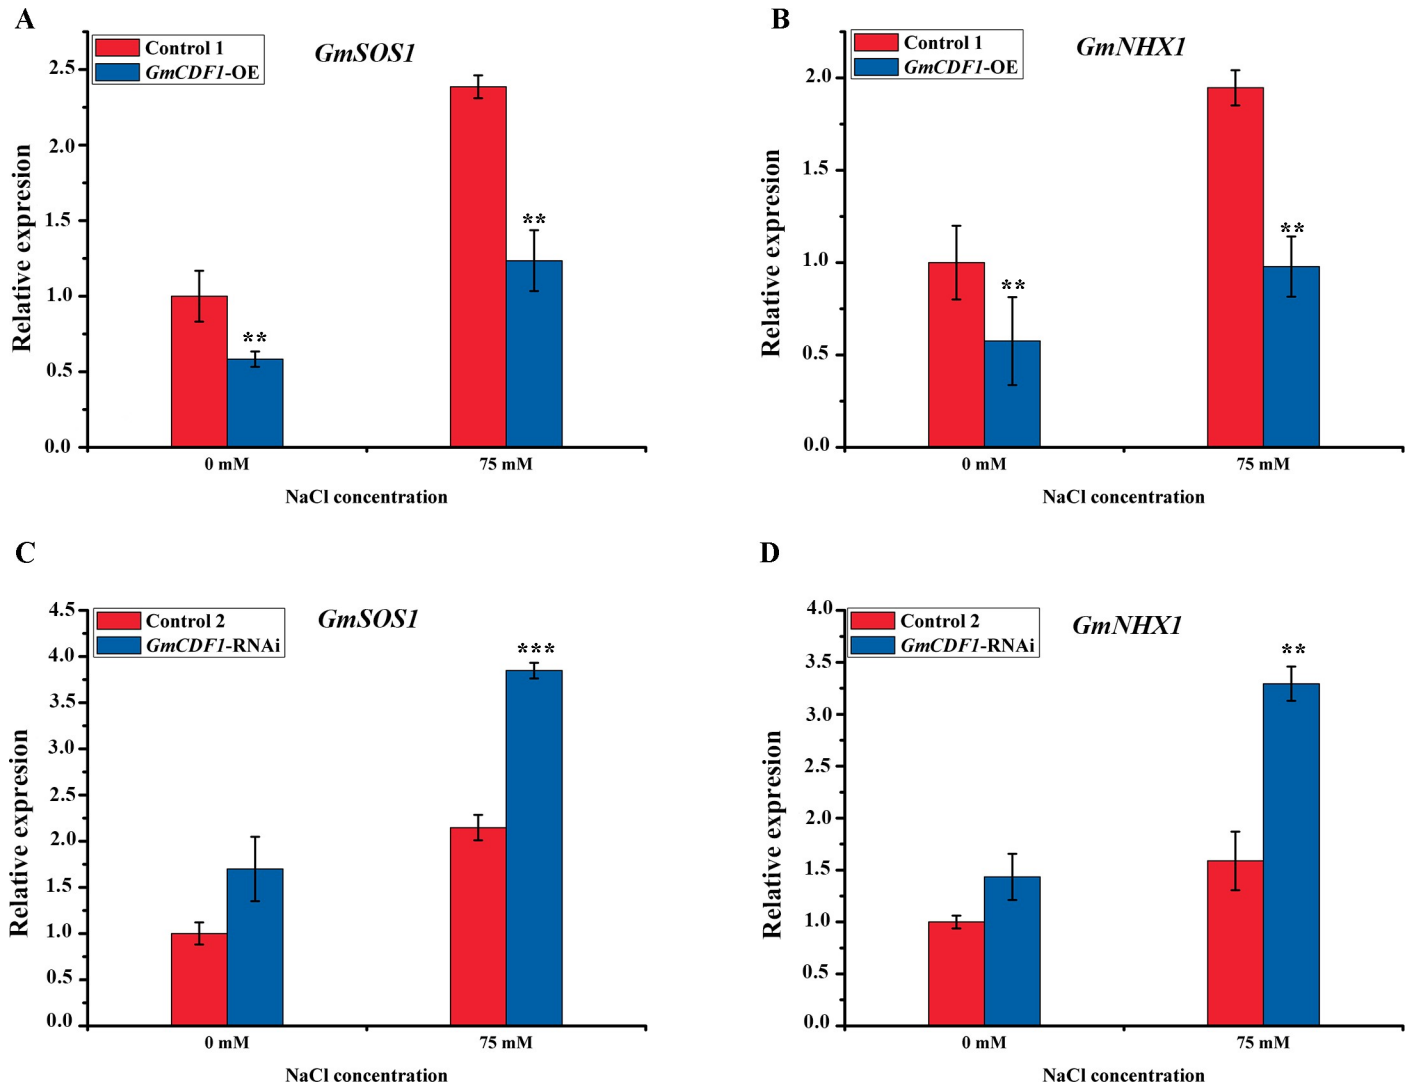 A
GmSOS1
Control 1
GmCDF1-OE
2.5
2.0
1.5
1.0
0.5
0.0
Relative expresion
**
**
0 mM
75 mM
NaCl concentration
B
GmNHX1
Control 1
GmCDF1-OE
2.0
1.5
1.0
0.5
0.0
Relative expresion
**
**
0 mM
75 mM
NaCl concentration
C
GmSOS1
Control 2
GmCDF1-RNAi
4.5
4.0
3.5
3.0
2.5
2.0
1.5
1.0
0.5
0.0
Relative expresion
***
0 mM
75 mM
NaCl concentration
D
GmNHX1
Control 2
GmCDF1-RNAi
4.0
3.5
3.0
2.5
2.0
1.5
1.0
0.5
0.0
Relative expresion
**
0 mM
75 mM
NaCl concentration